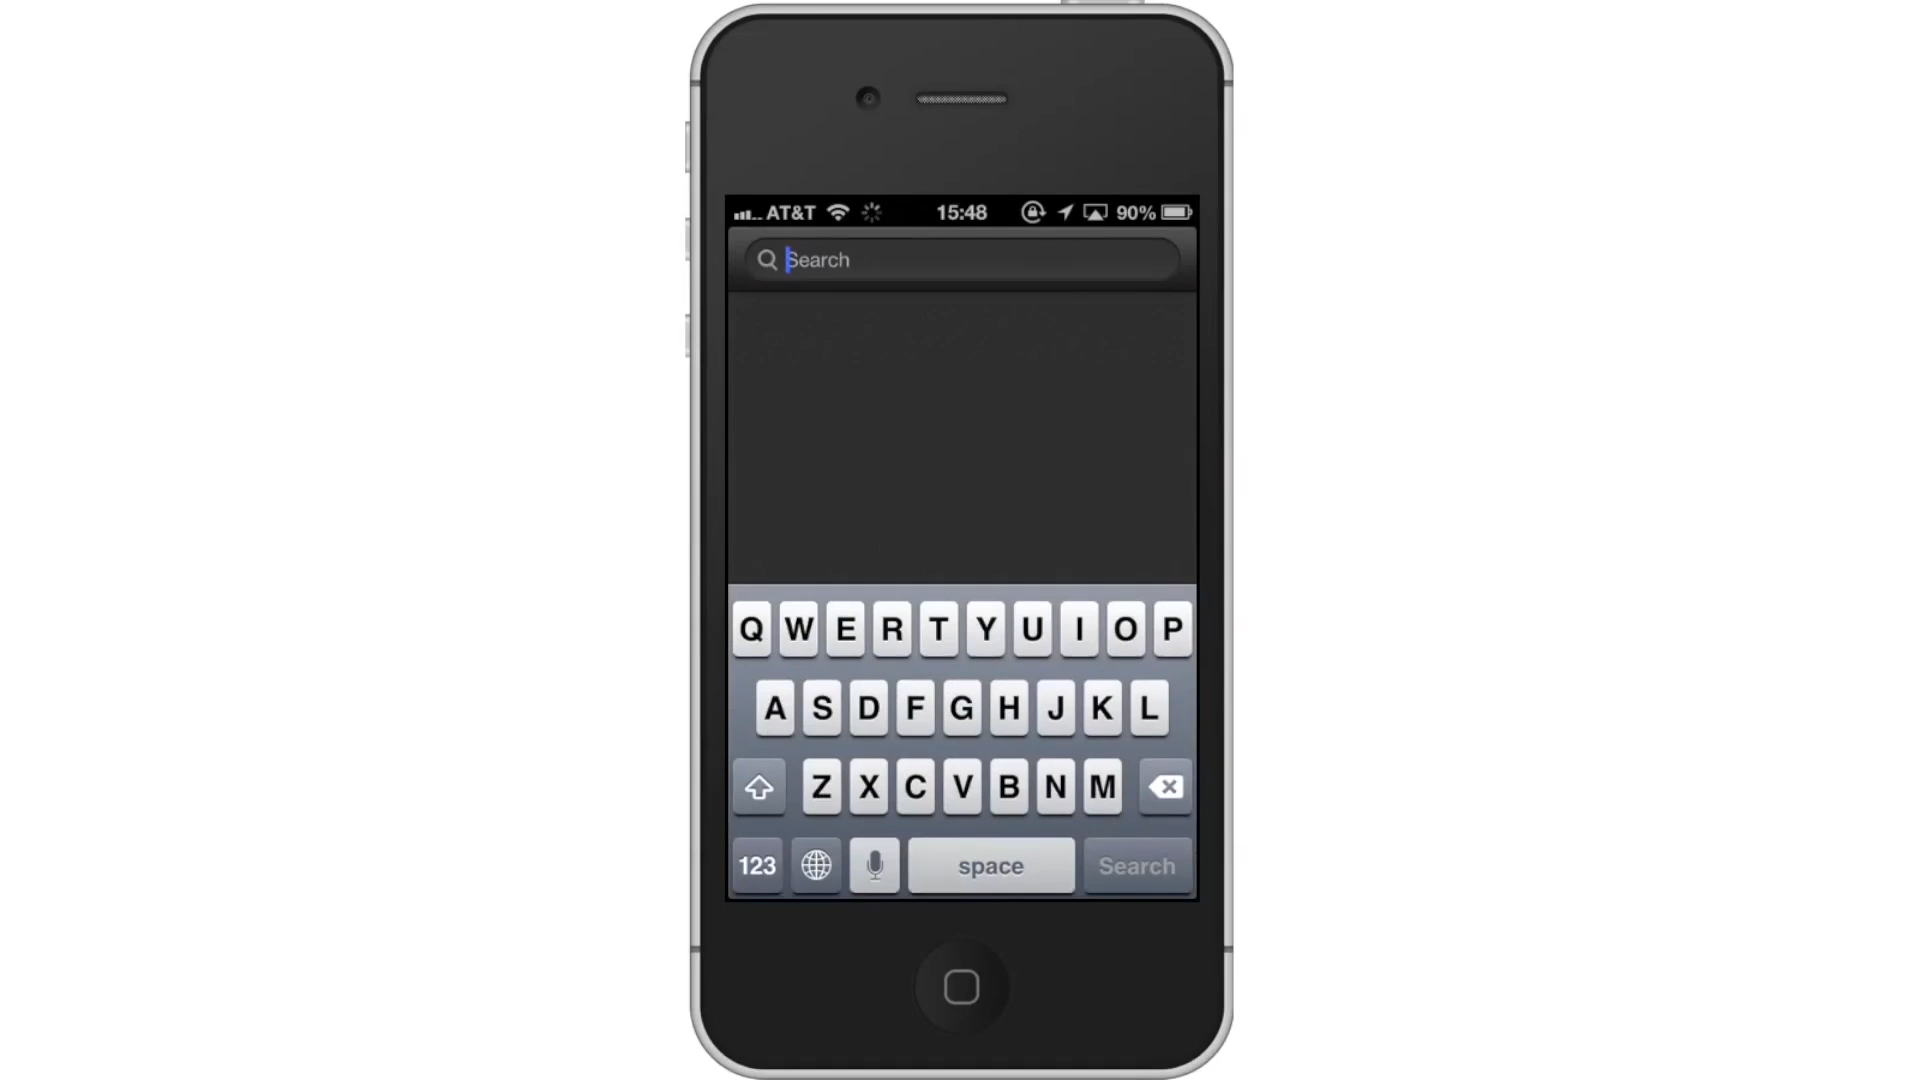 AT&T 15:48 90%
Search
Q W E R T Y U I O P
A S D F G H J K L
Z X C V B N M
123 space Search